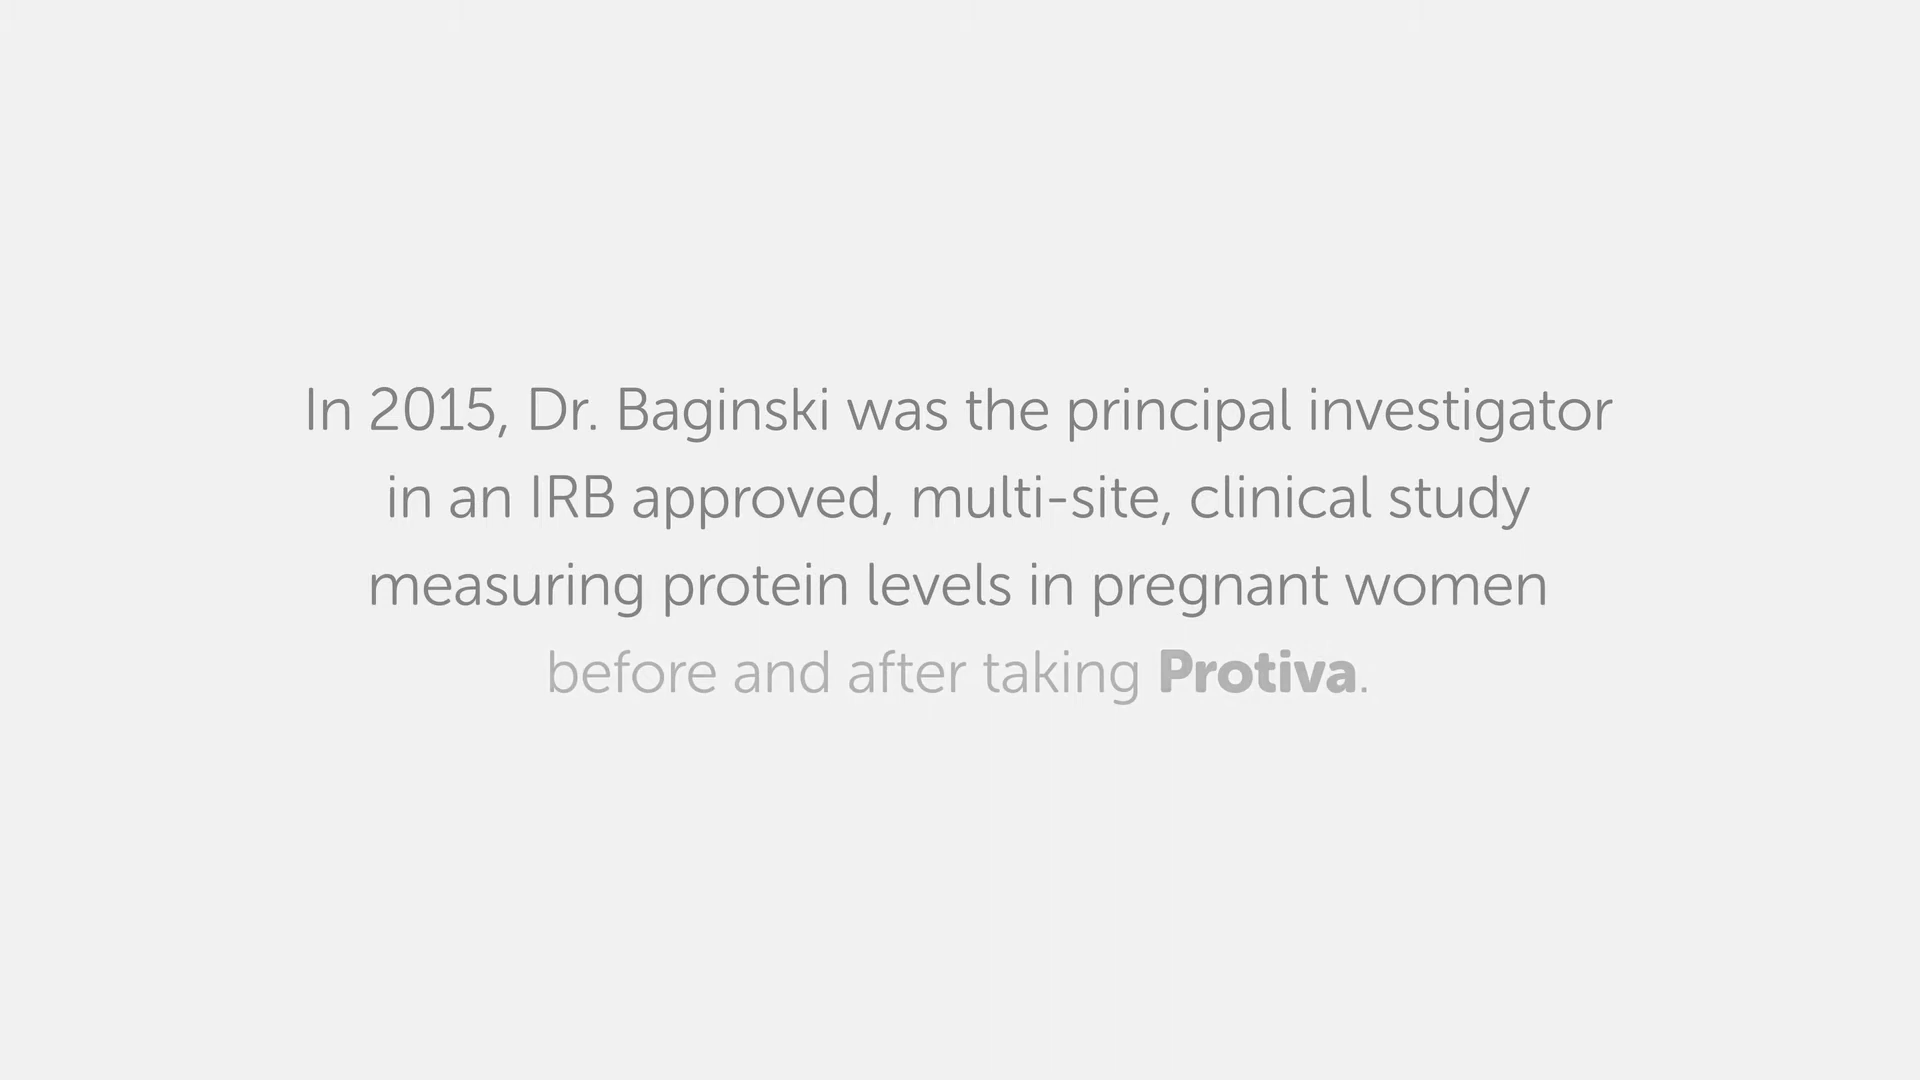 In 2015, Dr. Baginski was the principal investigator
in an IRB approved, multi-site, clinical study
measuring protein levels in pregnant women
before and after taking Protiva.